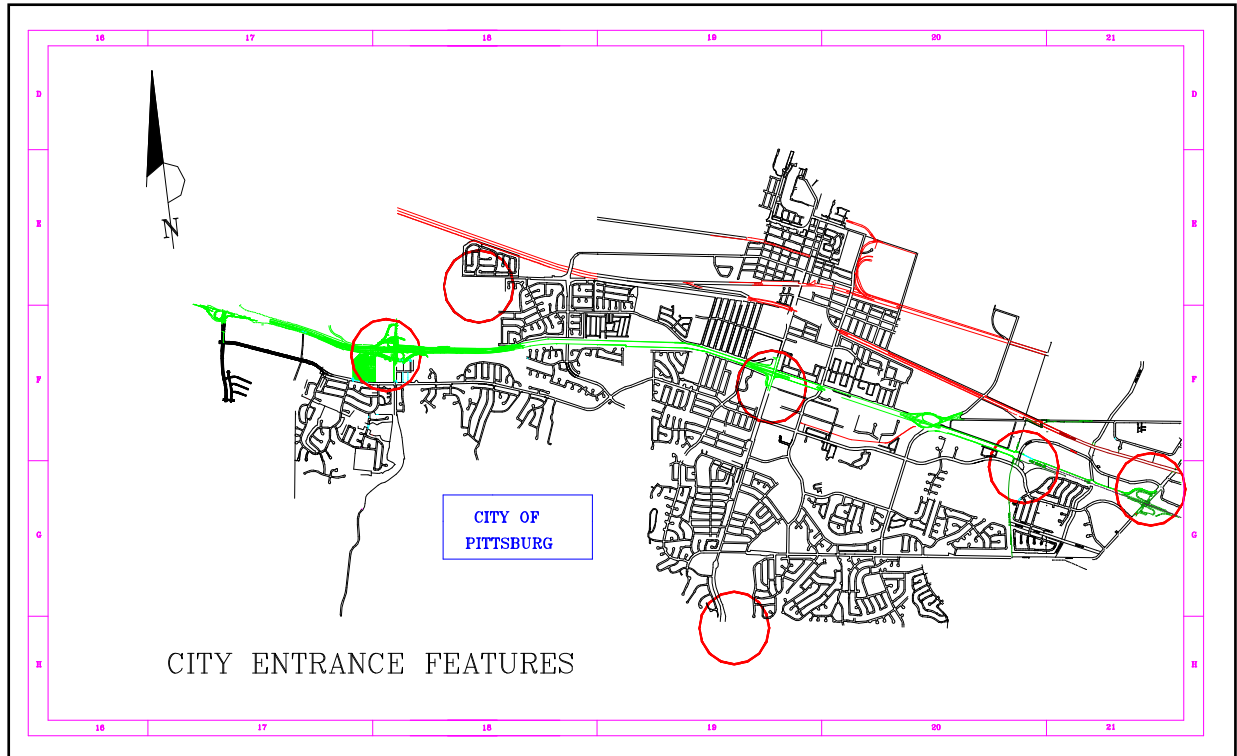 16 17 18 19 20 21
D D
E E
N
F F
CITY OF
PITTSBURG
G G
CITY ENTRANCE FEATURES
H H
16 17 18 19 20 21